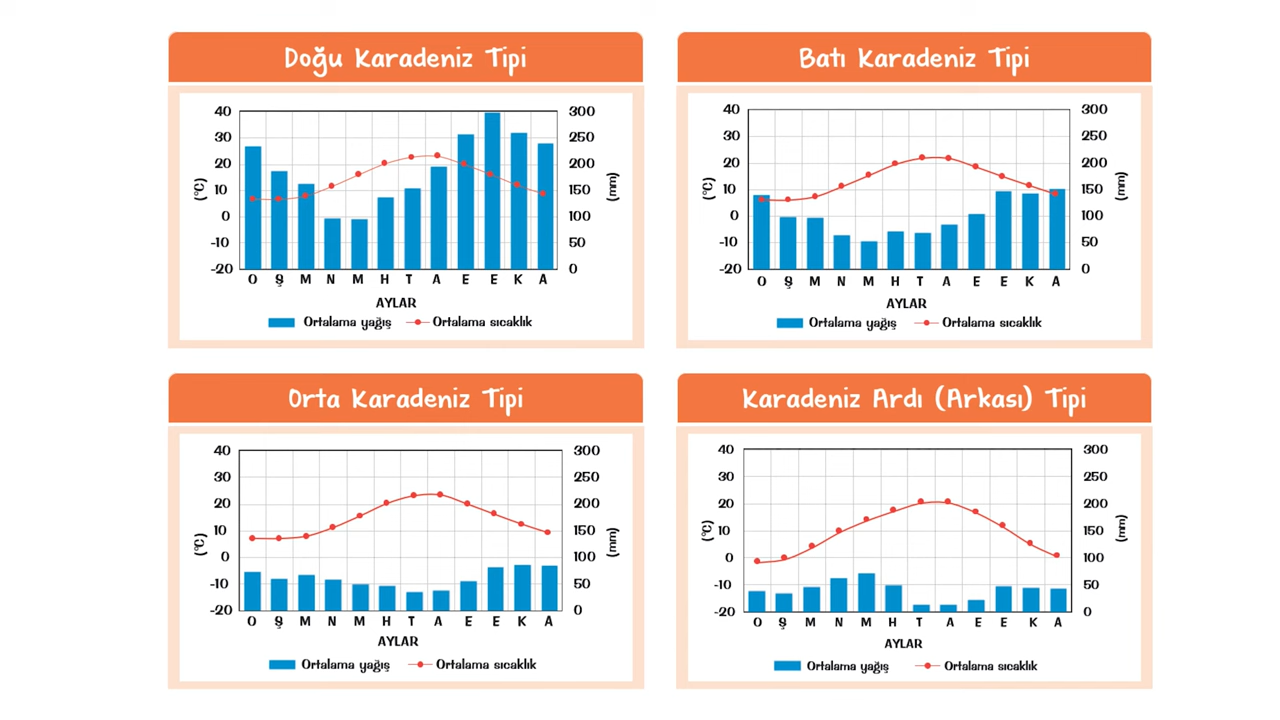 Doğu Karadeniz Tipi
40 300
30 250
20 200
10 150
0 100
-10 50
-20 0
(°C)
(mm)
O Ş M N M H T A E E K A
AYLAR
Ortalama yağış Ortalama sıcaklık
Batı Karadeniz Tipi
40 300
30 250
20 200
10 150
0 100
-10 50
-20 0
(°C)
(mm)
O Ş M N M H T A E E K A
AYLAR
Ortalama yağış Ortalama sıcaklık
Orta Karadeniz Tipi
40 300
30 250
20 200
10 150
0 100
-10 50
-20 0
(°C)
(mm)
O Ş M N M H T A E E K A
AYLAR
Ortalama yağış Ortalama sıcaklık
Karadeniz Ardı (Arkası) Tipi
40 300
30 250
20 200
10 150
0 100
-10 50
-20 0
(°C)
(mm)
O Ş M N M H T A E E K A
AYLAR
Ortalama yağış Ortalama sıcaklık